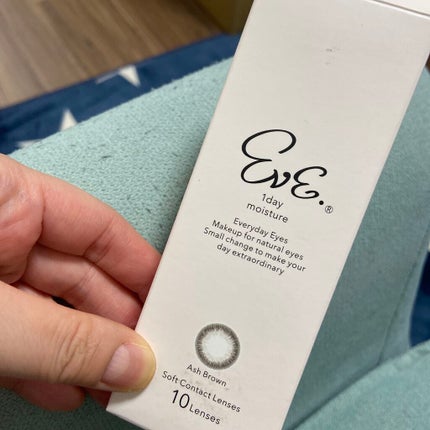 EvE.®
1day
moisture
Everyday Eyes
Makeup for natural eyes
Small change to make your
day extraordinary
Ash Brown
Soft Contact Lenses
10 Lenses